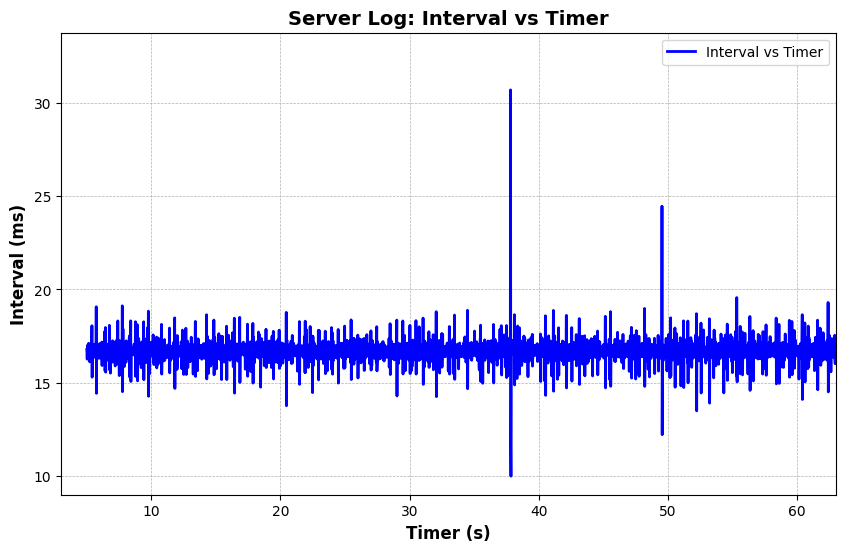 Server Log: Interval vs Timer
Interval vs Timer
30
25
20
15
10
Interval (ms)
10 20 30 40 50 60
Timer (s)